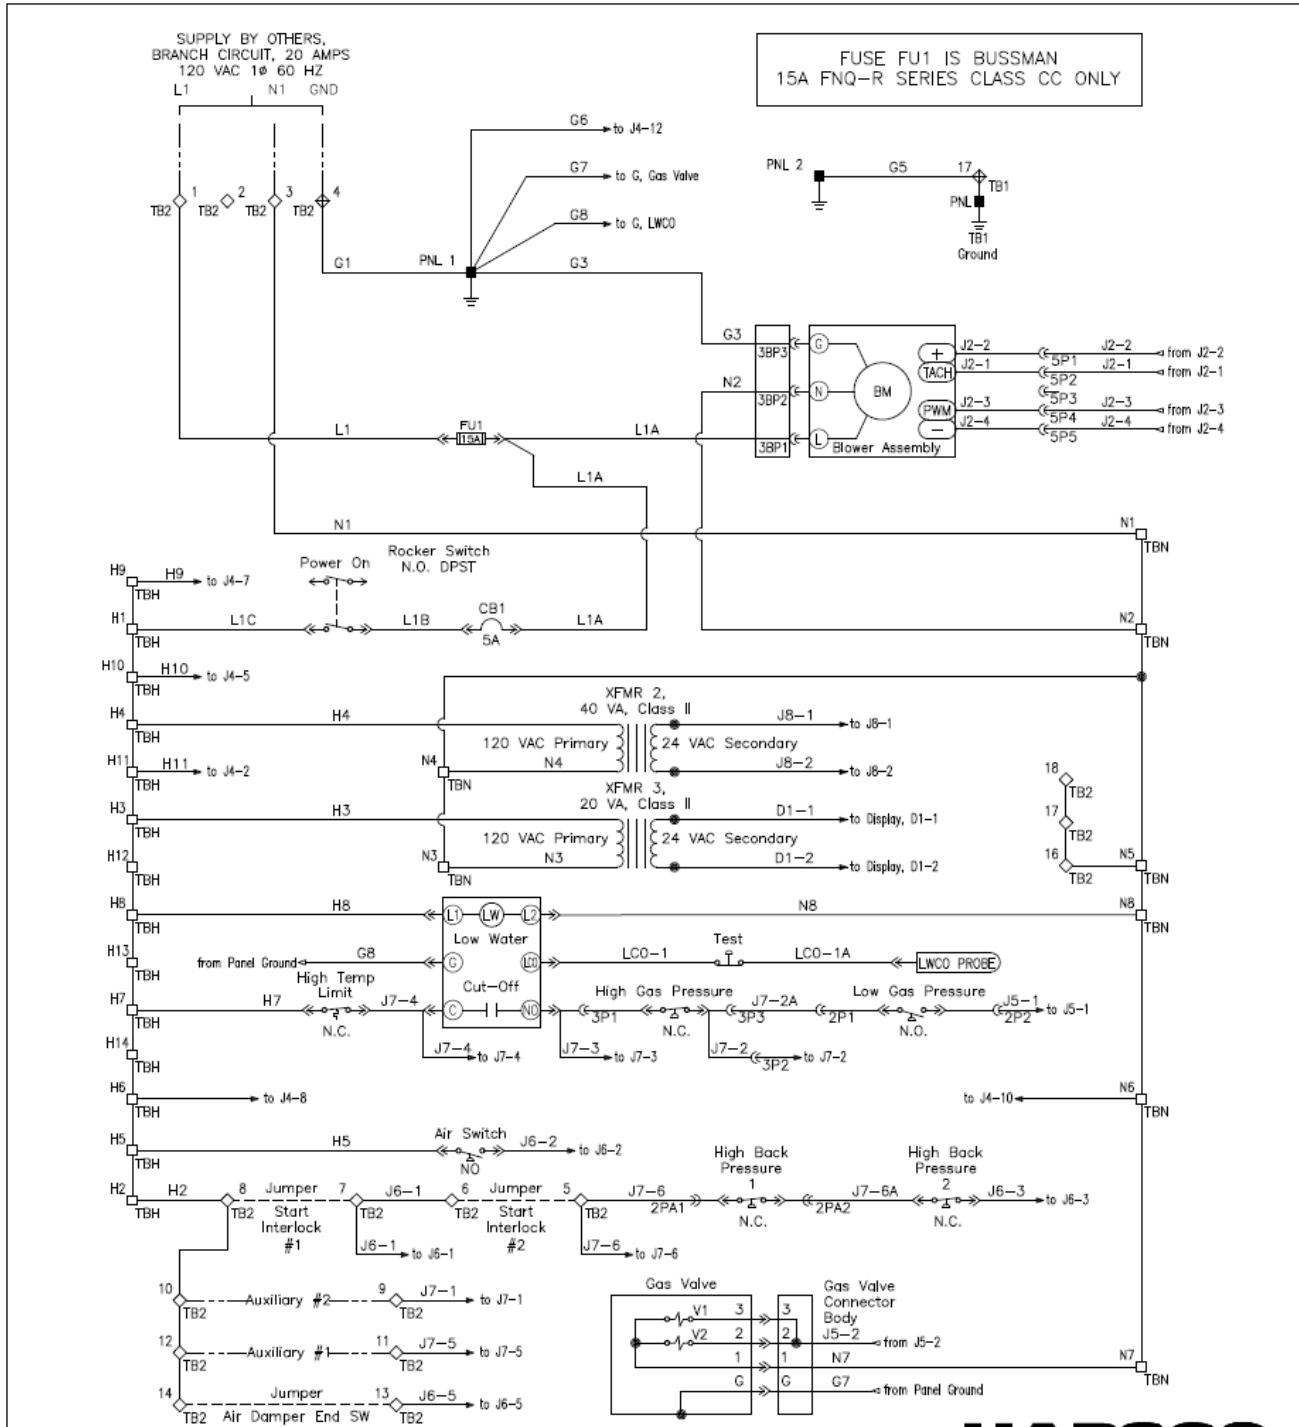 SUPPLY BY OTHERS,
BRANCH CIRCUIT, 20 AMPS
120 VAC 1ø 60 HZ
L1 N1 GND
FUSE FU1 IS BUSSMAN
15A FNQ-R SERIES CLASS CC ONLY
G6 to J4-12
G7 to G, Gas Valve
G8 to G, LWCO
PNL 2 G5 17 TB1
PNL
TB1
Ground
1 2 3 4
TB2 TB2 TB2 TB2
G1 PNL 1 G3
G3 3BP3 G
N2 3BP2 N BM
L1 FU1 15A L1A 3BP1 L
Blower Assembly
+ J2-2 5P1 J2-2 from J2-2
TACH J2-1 5P2 J2-1 from J2-1
5P3
PWM J2-3 5P4 J2-3 from J2-3
- J2-4 5P5 J2-4 from J2-4
L1A
N1 N1 TBN
H9 TBH H9 to J4-7
Power On
Rocker Switch
N.O. DPST
H1 TBH L1C L1B CB1 5A L1A
N2 TBN
H10 TBH H10 to J4-5
XFMR 2,
40 VA, Class II
H4 TBH H4 J8-1 to J8-1
120 VAC Primary 24 VAC Secondary
H11 TBH H11 to J4-2
N4 TBN N4 J8-2 to J8-2
XFMR 3,
20 VA, Class II
H3 TBH H3 D1-1 to Display, D1-1
120 VAC Primary 24 VAC Secondary
H12 TBH N3 TBN N3 D1-2 to Display, D1-2
18 TB2
17 TB2
16 TB2 N5 TBN
H8 TBH H8 L1 LW L2 N8 N8 TBN
Low Water
H13 TBH from Panel Ground G8 G LCO LCO-1 Test LCO-1A LWCO PROBE
Cut-Off
High Temp
Limit
H7 TBH H7 N.C. J7-4 C NO 3P1
High Gas Pressure
N.C. 3P3 J7-2A 2P1
Low Gas Pressure
N.O. 2P2 J5-1 to J5-1
H14 TBH J7-4 to J7-4 J7-3 to J7-3 J7-2 3P2 to J7-2
H6 TBH to J4-8 to J4-10 N6 TBN
H5 TBH H5 Air Switch NO J6-2 to J6-2
High Back
Pressure
1
N.C.
High Back
Pressure
2
N.C.
H2 TBH H2 8 TB2 Jumper 7 TB2 J6-1 6 TB2 Jumper 5 TB2 J7-6 2PA1 2PA2 J7-6A J6-3 to J6-3
Start
Interlock
#1
Start
Interlock
#2
J6-1 to J6-1 J7-6 to J7-6
10 TB2 Auxiliary #2 9 TB2 J7-1 to J7-1
12 TB2 Auxiliary #1 11 TB2 J7-5 to J7-5
14 TB2 Jumper 13 TB2 J6-5 to J6-5
Air Damper End SW
Gas Valve
Gas Valve
Connector
Body
V1 3 3
V2 2 2 J5-2 from J5-2
1 1 N7 N7 TBN
G G G7 from Panel Ground